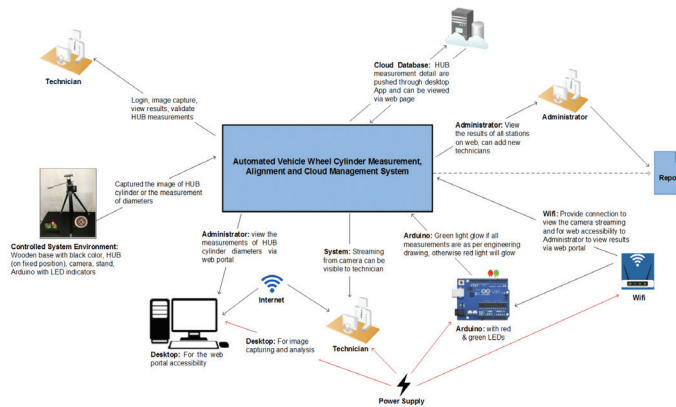 Technician
Login, image capture,
view results, validate
HUB measurements
Cloud Database: HUB
measurement detail are
pushed through desktop
App and can be viewed
via web page
Administrator: View
the results of all stations
on web, can add new
technicians
Administrator
Automated Vehicle Wheel Cylinder Measurement,
Alignment and Cloud Management System
Repo
Captured the image of HUB
cylinder or the measurement
of diameters
Controlled System Environment:
Wooden base with black color, HUB
(on fixed position), camera, stand,
Arduino with LED indicators
Administrator: view the
measurements of HUB
cylinder diameters via
web portal
Internet
System: Streaming
from camera can be
visible to technician
Arduino: Green light glow if all
measurements are as per engineering
drawing, otherwise red light will glow
Wifi: Provide connection to
view the camera streaming
and for web accessibility to
Administrator to view results
via web portal
Wifi
Desktop: For the web
portal accessibility
Desktop: For image
capturing and analysis
Technician
Arduino: with red
& green LEDs
Power Supply